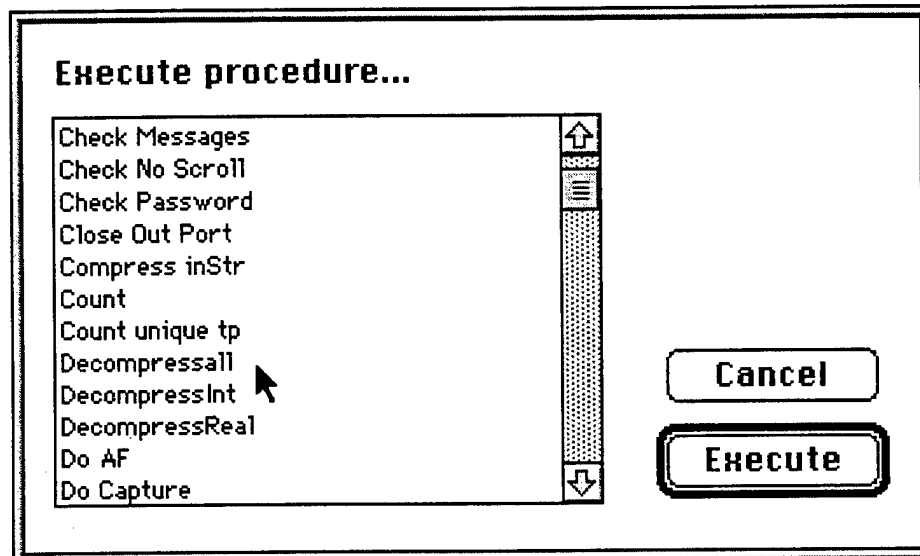 Execute procedure...
Check Messages
Check No Scroll
Check Password
Close Out Port
Compress inStr
Count
Count unique tp
Decompressall
DecompressInt
DecompressReal
Do AF
Do Capture
Cancel
Execute